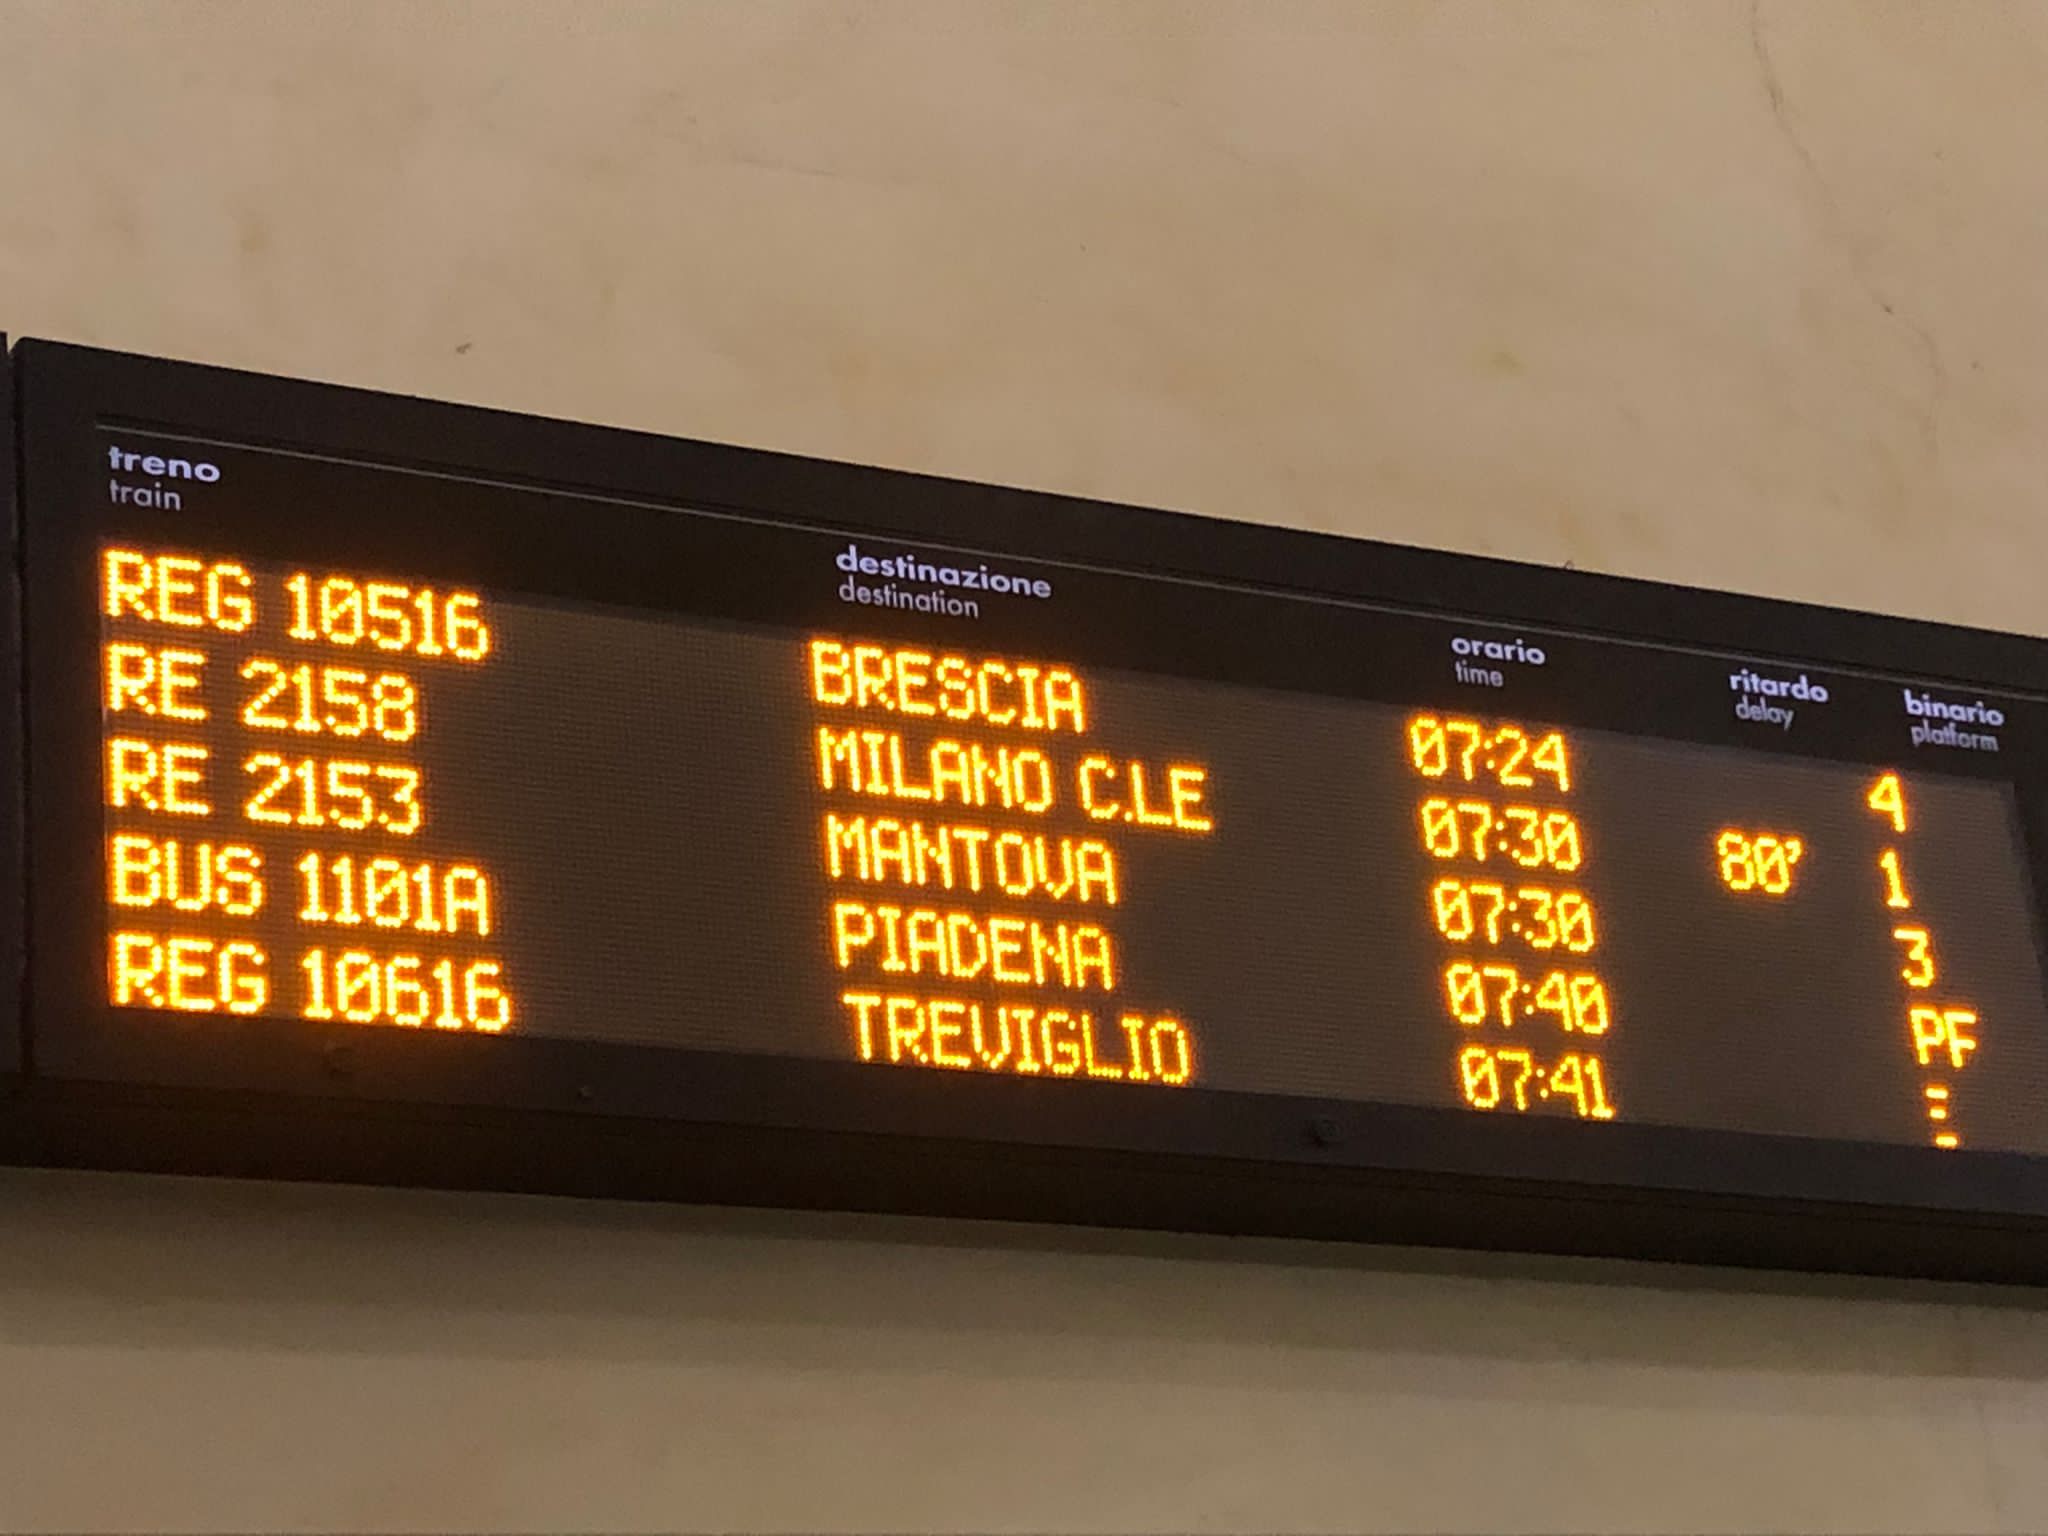 treno destinazione orario ritardo binario
train destination time delay platform
REG 10516 BRESCIA 07:24 4
RE 2158 MILANO C.LE 07:30 80' 1
RE 2153 MANTOVA 07:30 3
BUS 1101A PIADENA 07:40 PF
REG 10616 TREVIGLIO 07:41